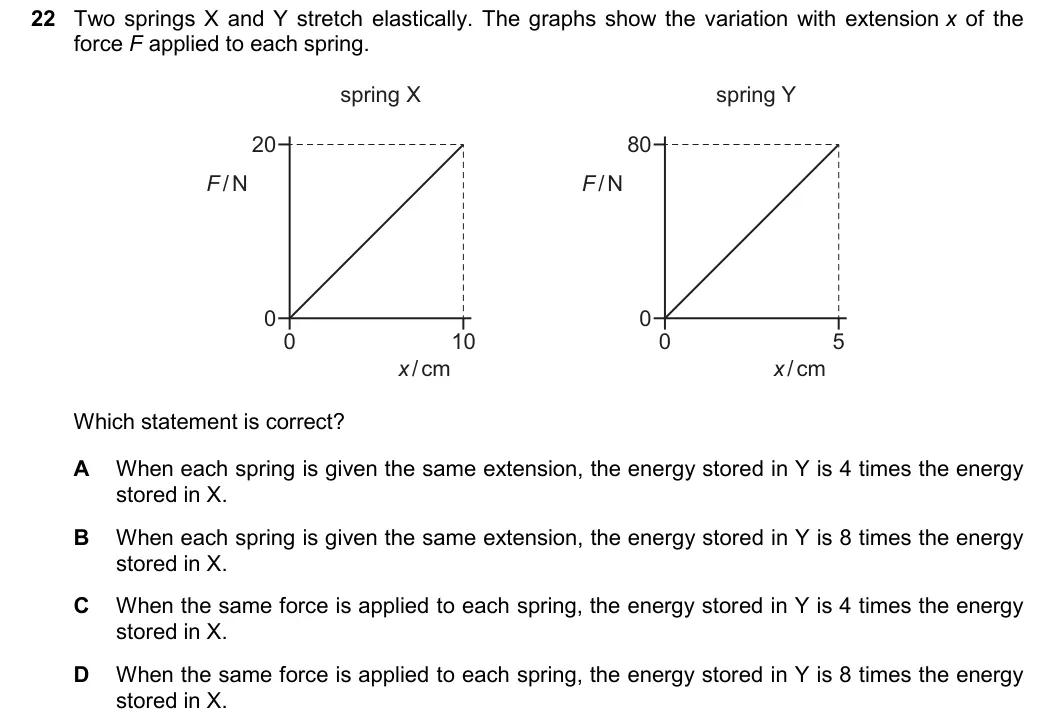 22 Two springs X and Y stretch elastically. The graphs show the variation with extension x of the
force F applied to each spring.
spring X
20
F/N
0
0
10
x/cm
spring Y
80
F/N
0
0
5
x/cm
Which statement is correct?
A When each spring is given the same extension, the energy stored in Y is 4 times the energy
stored in X.
B When each spring is given the same extension, the energy stored in Y is 8 times the energy
stored in X.
C When the same force is applied to each spring, the energy stored in Y is 4 times the energy
stored in X.
D When the same force is applied to each spring, the energy stored in Y is 8 times the energy
stored in X.